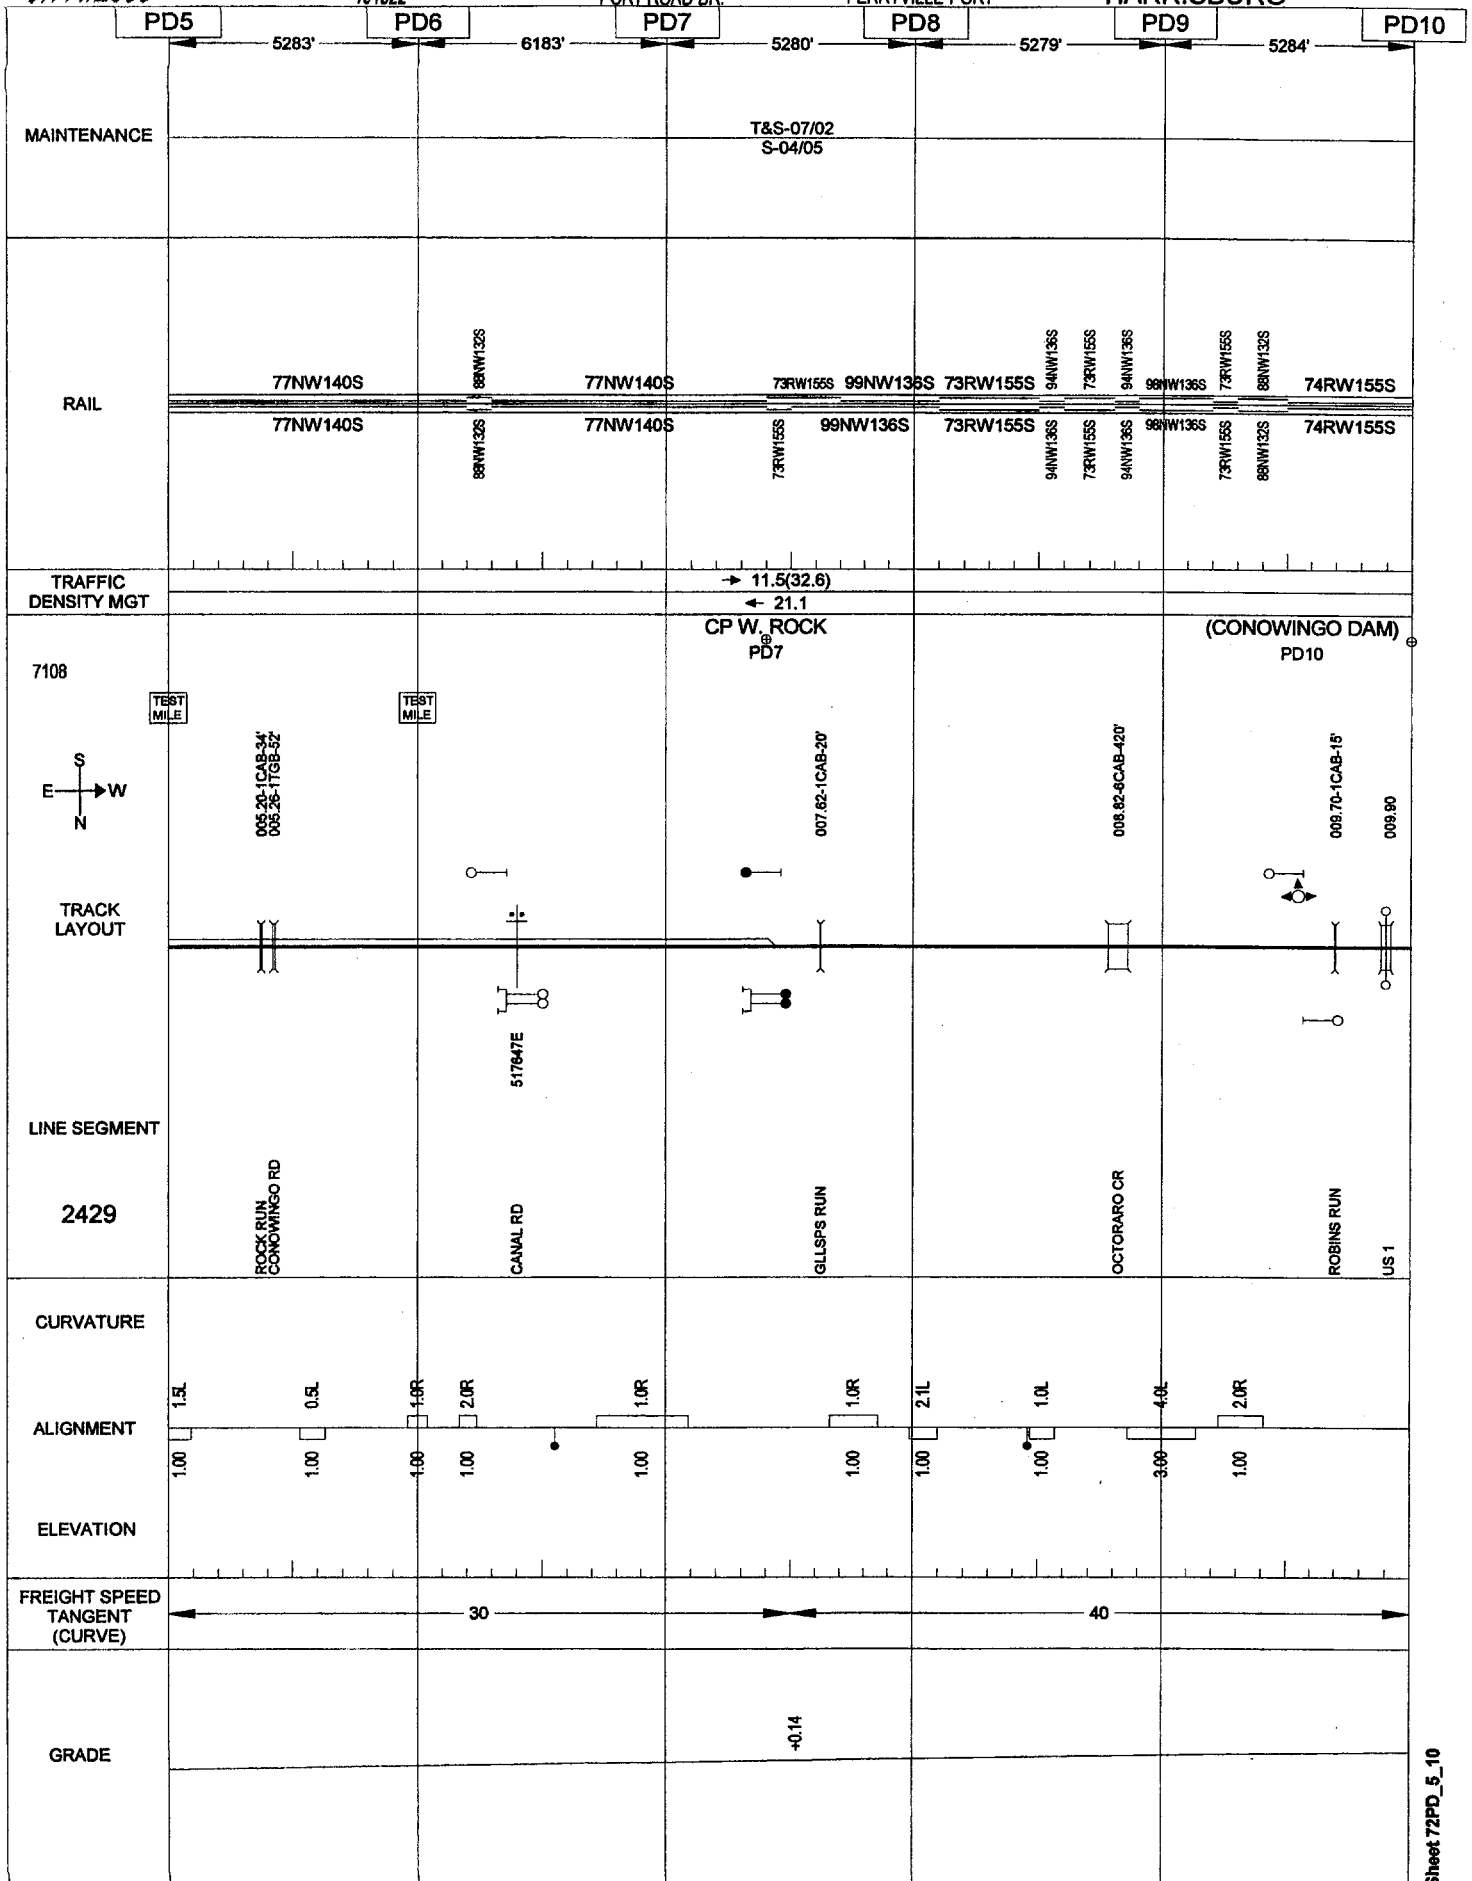 PD5
PD6
PD7
PD8
PD9
PD10
5283'
6183'
5280'
5279'
5284'
MAINTENANCE
T&S-07/02
S-04/05
RAIL
77NW140S
88NW132S
77NW140S
73RW155S
99NW136S
73RW155S
94NW136S
73RW155S
94NW136S
98NW136S
73RW155S
88NW132S
74RW155S
77NW140S
88NW132S
77NW140S
73RW155S
99NW136S
73RW155S
94NW136S
73RW155S
94NW136S
98NW136S
73RW155S
88NW132S
74RW155S
TRAFFIC
DENSITY MGT
11.5(32.6)
21.1
CP W. ROCK
PD7
(CONOWINGO DAM)
PD10
7108
TEST
MILE
TEST
MILE
S
E
W
N
005.20-1CAB-34'
005.26-1TGB-52'
007.62-1CAB-20'
008.82-6CAB-420'
009.70-1CAB-15'
009.90
TRACK
LAYOUT
517647E
LINE SEGMENT
2429
ROCK RUN
CONOWINGO RD
CANAL RD
GLLSPS RUN
OCTORARO CR
ROBINS RUN
US 1
CURVATURE
1.5L
0.5L
1.0R
2.0R
1.0R
1.0R
2.1L
1.0L
4.0L
2.0R
ALIGNMENT
1.00
1.00
1.00
1.00
1.00
1.00
1.00
1.00
3.00
1.00
ELEVATION
FREIGHT SPEED
TANGENT
(CURVE)
30
40
GRADE
+0.14
Sheet 72PD_5_10